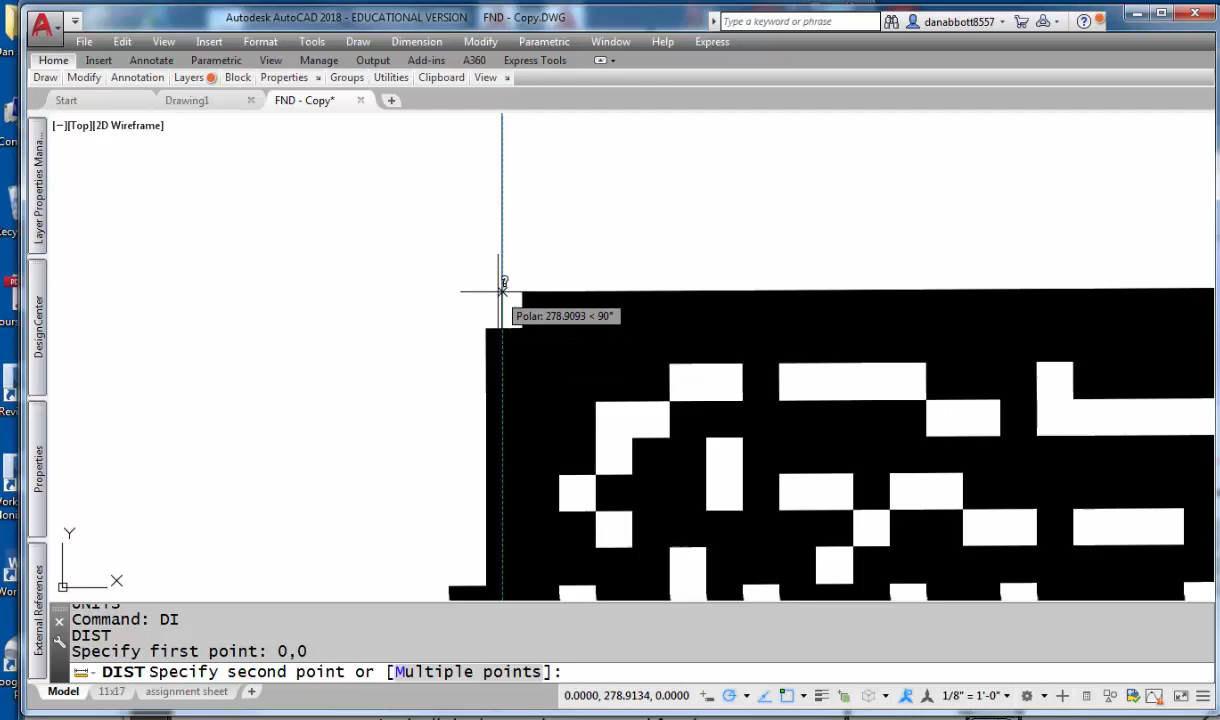 Autodesk AutoCAD 2018 - EDUCATIONAL VERSION FND - Copy.DWG
Type a keyword or phrase
danabbott8557
File Edit View Insert Format Tools Draw Dimension Modify Parametric Window Help Express
Home Insert Annotate Parametric View Manage Output Add-ins A360 Express Tools
Draw Modify Annotation Layers Block Properties Groups Utilities Clipboard View
Start Drawing1 FND - Copy*
[−][Top][2D Wireframe]
Layer Properties Mana...
DesignCenter
Properties
External References
Polar: 278.9093 < 90°
Y
X
UNITS
Command: DI
DIST
Specify first point: 0,0
DIST Specify second point or [Multiple points]:
Model 11x17 assignment sheet
0.0000, 278.9134, 0.0000
1/8" = 1'-0"